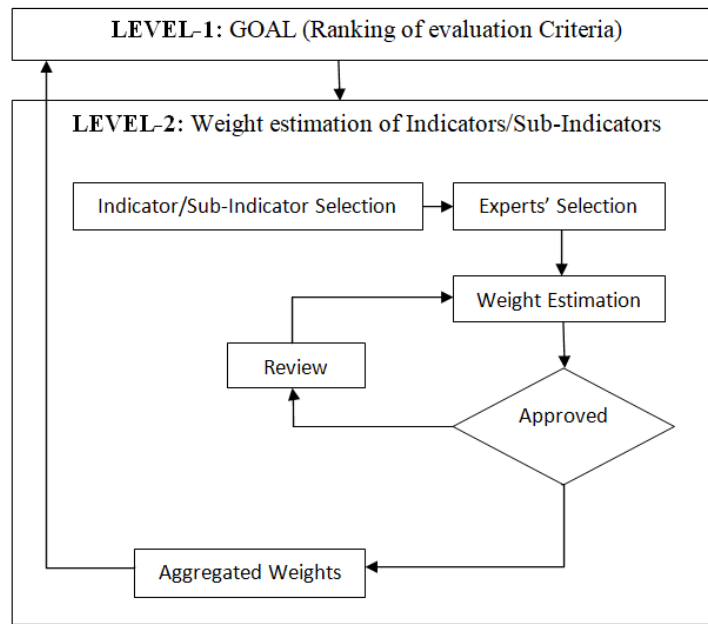 LEVEL-1: GOAL (Ranking of evaluation Criteria)
LEVEL-2: Weight estimation of Indicators/Sub-Indicators
Indicator/Sub-Indicator Selection
Experts’ Selection
Weight Estimation
Review
Approved
Aggregated Weights